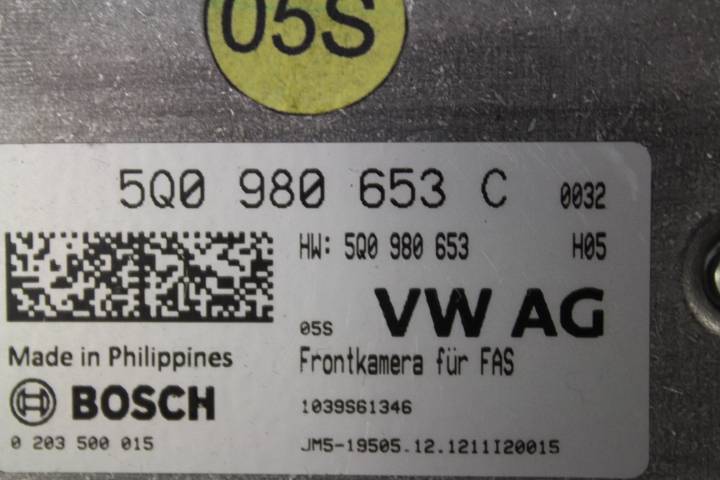 05S
5Q0 980 653 C 0032
HW: 5Q0 980 653 H05
05S VW AG
Made in Philippines
Frontkamera für FAS
BOSCH
1039S61346
0 203 500 015
JM5-19505.12.1211I20015